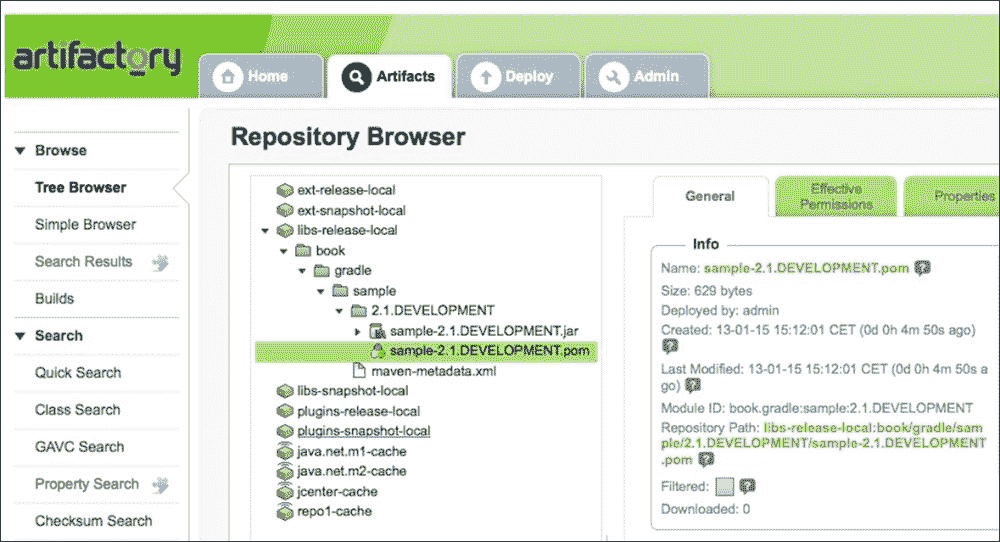 artifactory
Home
Artifacts
Deploy
Admin
Browse
Tree Browser
Simple Browser
Search Results
Builds
Search
Quick Search
Class Search
GAVC Search
Property Search
Checksum Search
Repository Browser
ext-release-local
ext-snapshot-local
libs-release-local
book
gradle
sample
2.1.DEVELOPMENT
sample-2.1.DEVELOPMENT.jar
sample-2.1.DEVELOPMENT.pom
maven-metadata.xml
libs-snapshot-local
plugins-release-local
plugins-snapshot-local
java.net.m1-cache
java.net.m2-cache
jcenter-cache
repo1-cache
General
Effective
Permissions
Properties
Info
Name: sample-2.1.DEVELOPMENT.pom ?
Size: 629 bytes
Deployed by: admin
Created: 13-01-15 15:12:01 CET (0d 0h 4m 50s ago)
?
Last Modified: 13-01-15 15:12:01 CET (0d 0h 4m 50s a
go) ?
Module ID: book.gradle:sample:2.1.DEVELOPMENT
Repository Path: libs-release-local:book/gradle/sam
ple/2.1.DEVELOPMENT/sample-2.1.DEVELOPMENT
.pom ?
Filtered: ?
Downloaded: 0